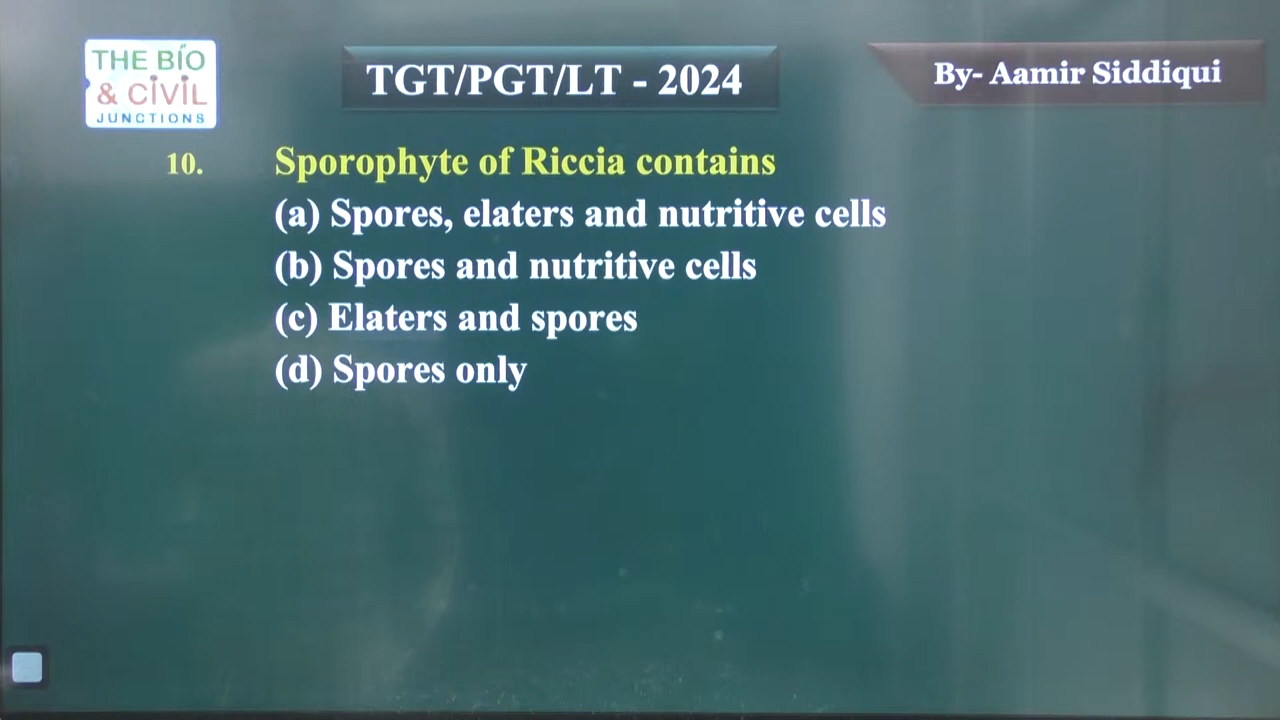 THE BIO
& CIVIL
JUNCTIONS
TGT/PGT/LT - 2024
By- Aamir Siddiqui
10. Sporophyte of Riccia contains
(a) Spores, elaters and nutritive cells
(b) Spores and nutritive cells
(c) Elaters and spores
(d) Spores only